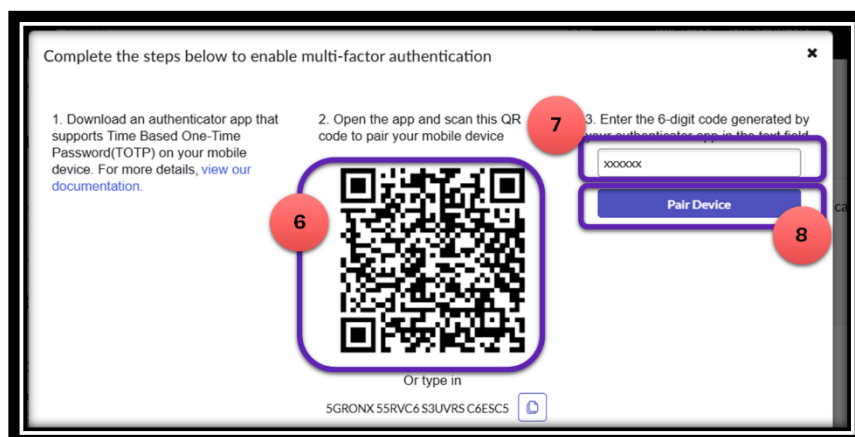 Complete the steps below to enable multi-factor authentication
1. Download an authenticator app that
supports Time Based One-Time
Password(TOTP) on your mobile
device. For more details, view our
documentation.
2. Open the app and scan this QR
code to pair your mobile device
6
Or type in
5GRONX 55RVC6 S3UVRS C6ESC5
7
3. Enter the 6-digit code generated by
your authenticator app in the text field
xxxxxx
Pair Device
8
ca